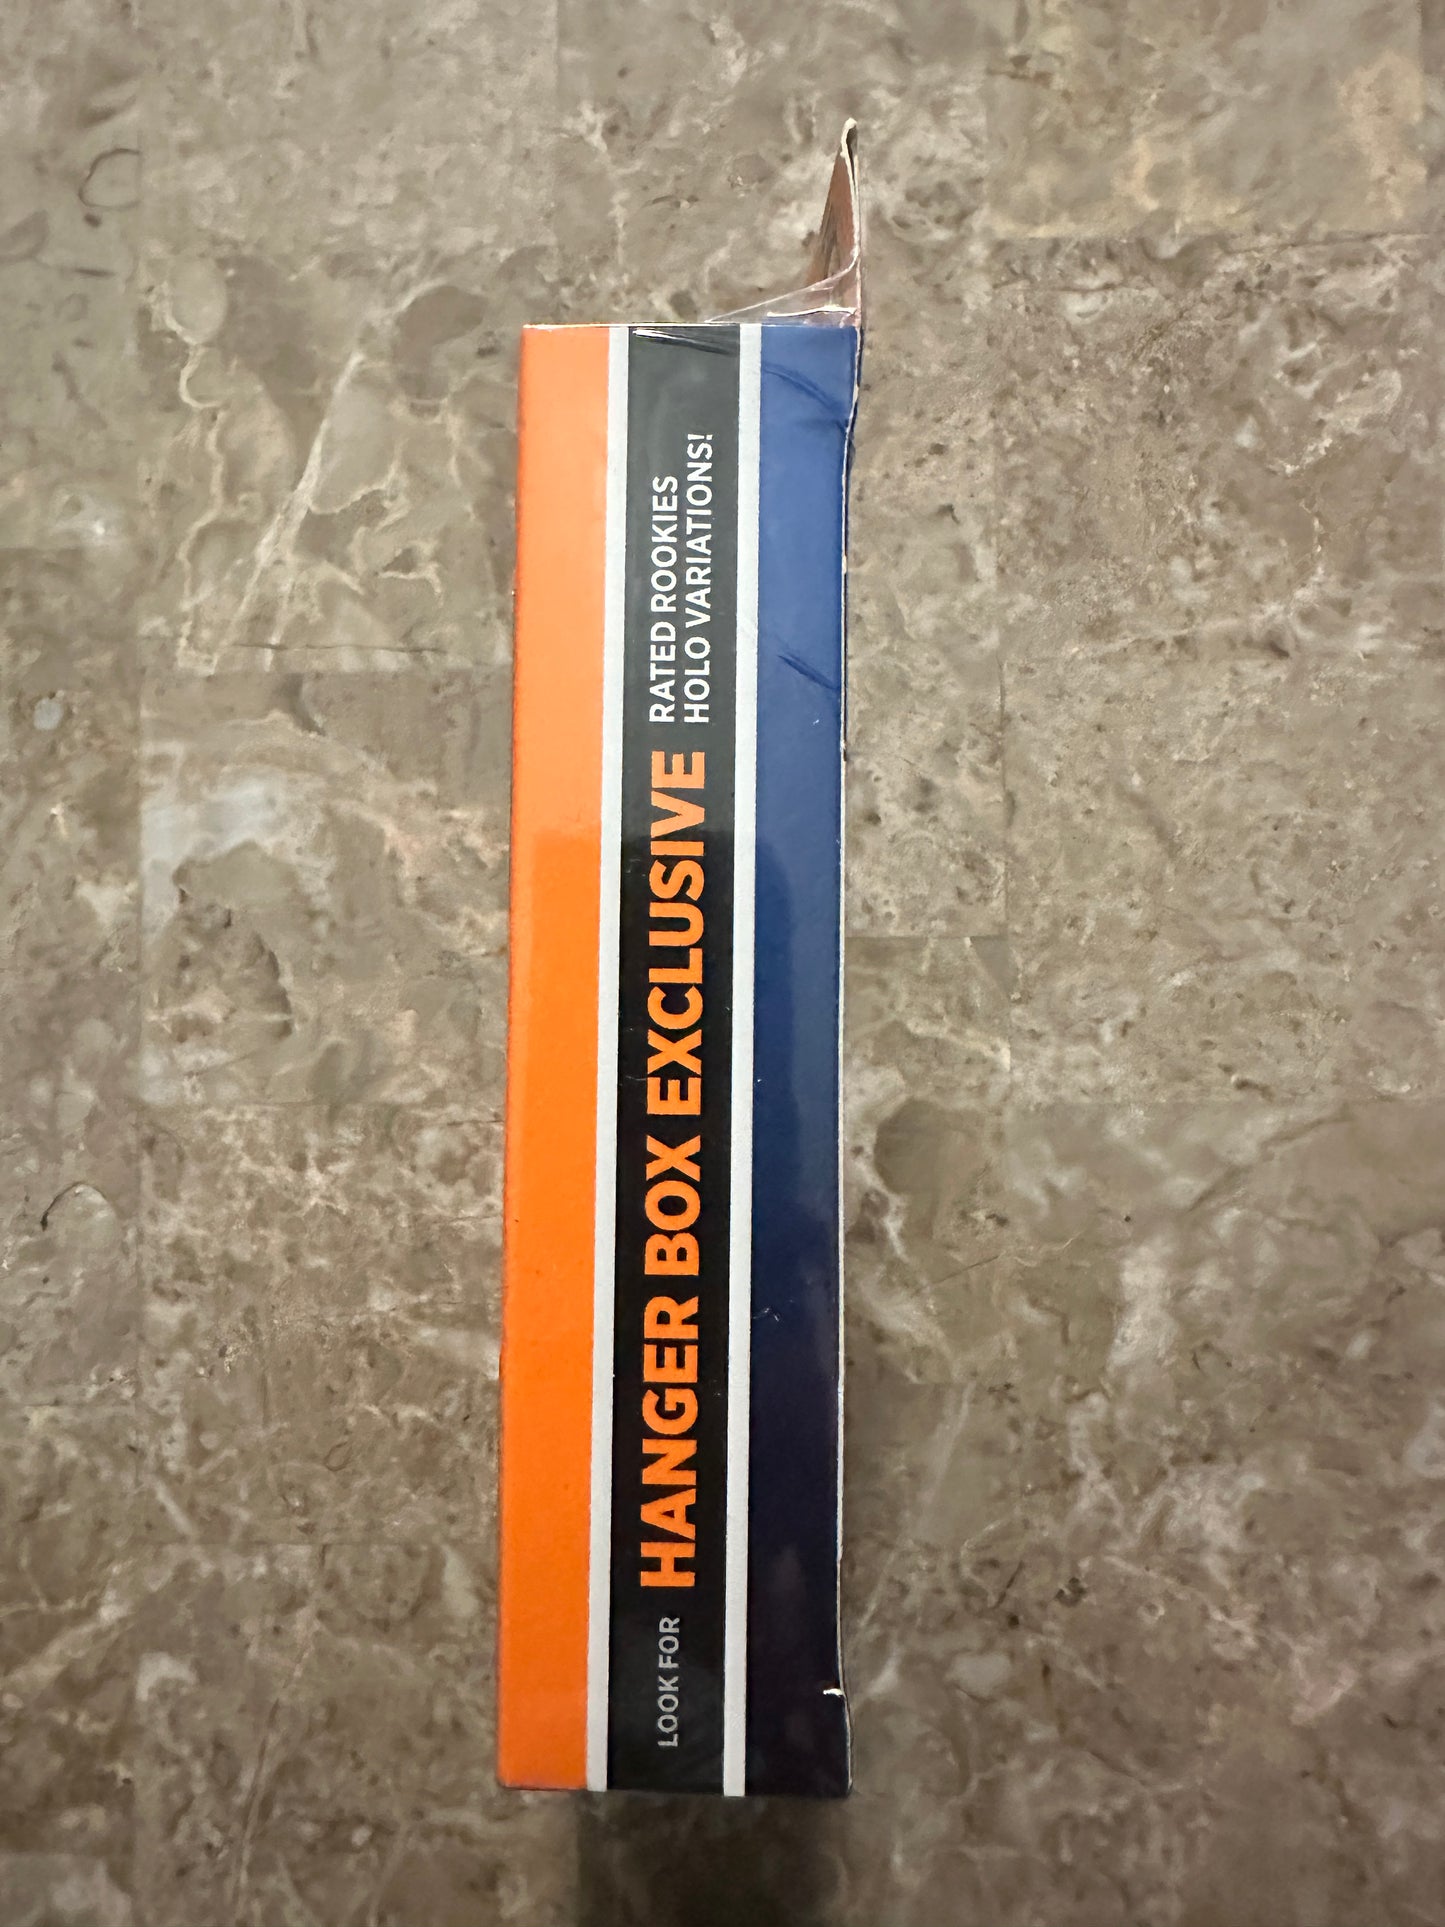 LOOK FOR
HANGER BOX EXCLUSIVE
RATED ROOKIES
HOLO VARIATIONS!